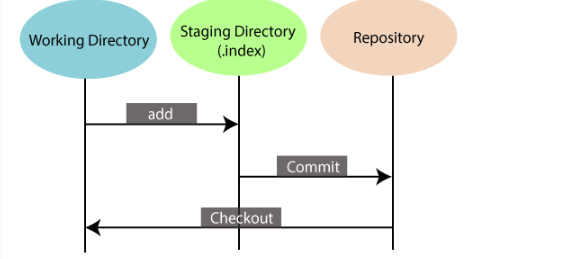 Working Directory
Staging Directory
(.index)
Repository
add
Commit
Checkout